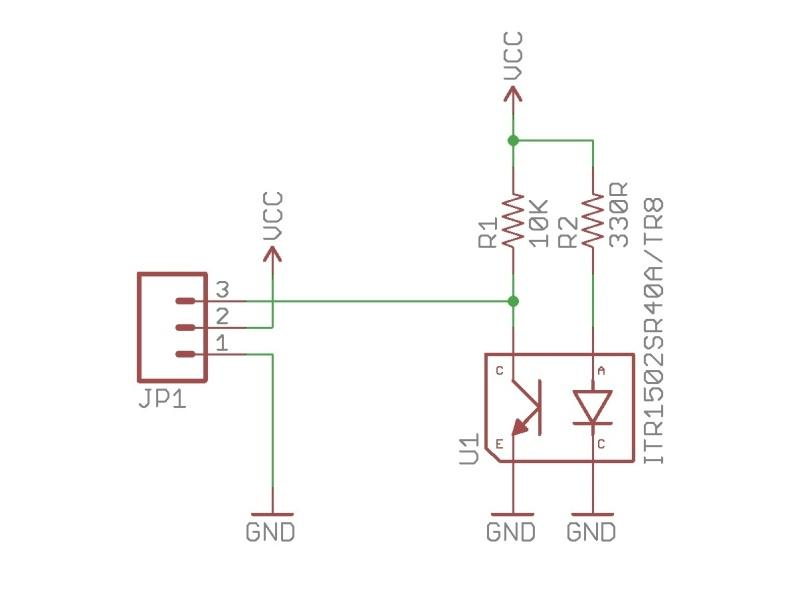 VCC
VCC
R1
10K
R2
330R
3
2
1
JP1
C
A
E
C
U1
ITR1502SR40A/TR8
GND
GND
GND